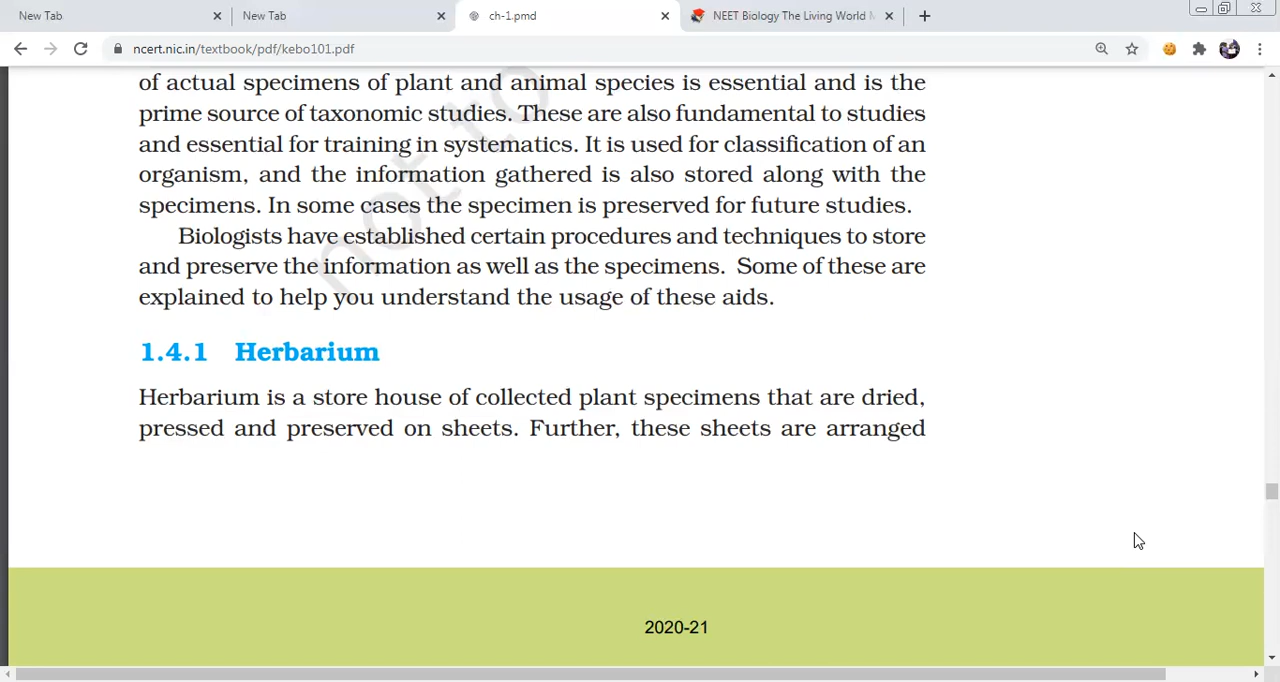 New Tab
New Tab
ch-1.pmd
NEET Biology The Living World
ncert.nic.in/textbook/pdf/kebo101.pdf
of actual specimens of plant and animal species is essential and is the
prime source of taxonomic studies. These are also fundamental to studies
and essential for training in systematics. It is used for classification of an
organism, and the information gathered is also stored along with the
specimens. In some cases the specimen is preserved for future studies.
Biologists have established certain procedures and techniques to store
and preserve the information as well as the specimens. Some of these are
explained to help you understand the usage of these aids.
1.4.1 Herbarium
Herbarium is a store house of collected plant specimens that are dried,
pressed and preserved on sheets. Further, these sheets are arranged
not to
2020-21